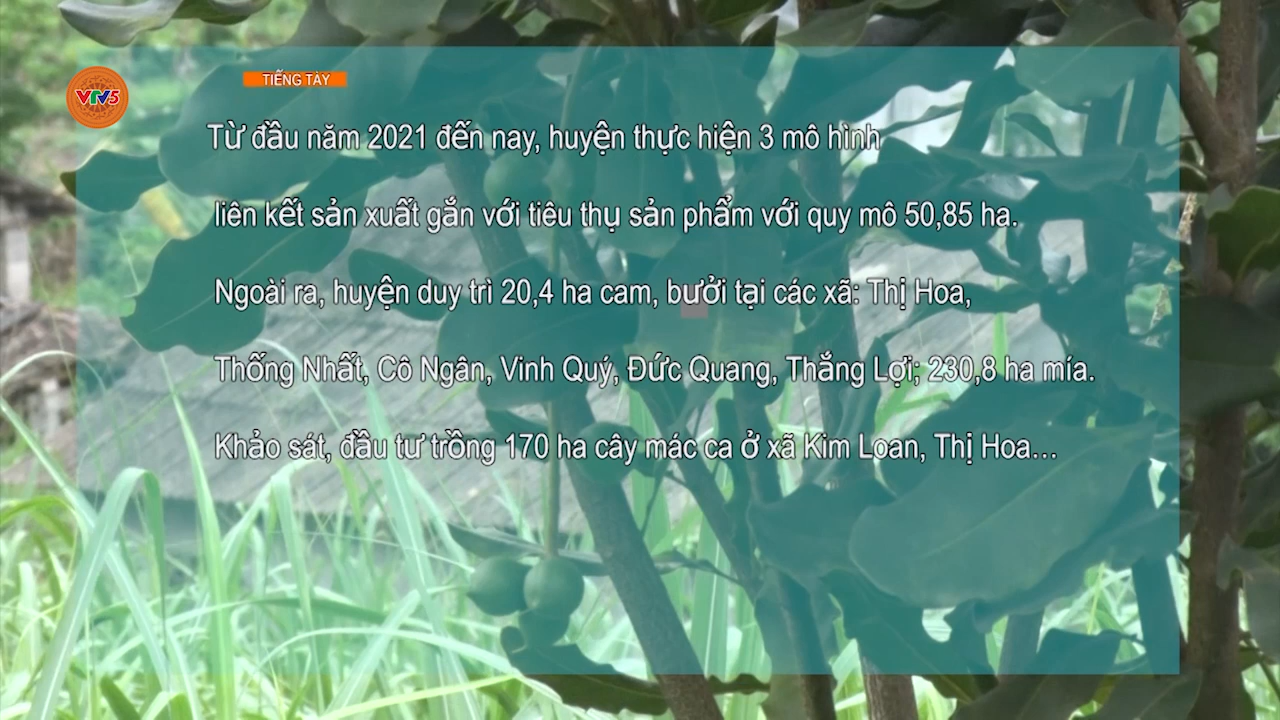 VTV5
TIẾNG TÀY
Từ đầu năm 2021 đến nay, huyện thực hiện 3 mô hình
liên kết sản xuất gắn với tiêu thụ sản phẩm với quy mô 50,85 ha.
Ngoài ra, huyện duy trì 20,4 ha cam, bưởi tại các xã: Thị Hoa,
Thống Nhất, Cô Ngân, Vinh Quý, Đức Quang, Thắng Lợi; 230,8 ha mía.
Khảo sát, đầu tư trồng 170 ha cây mác ca ở xã Kim Loan, Thị Hoa...